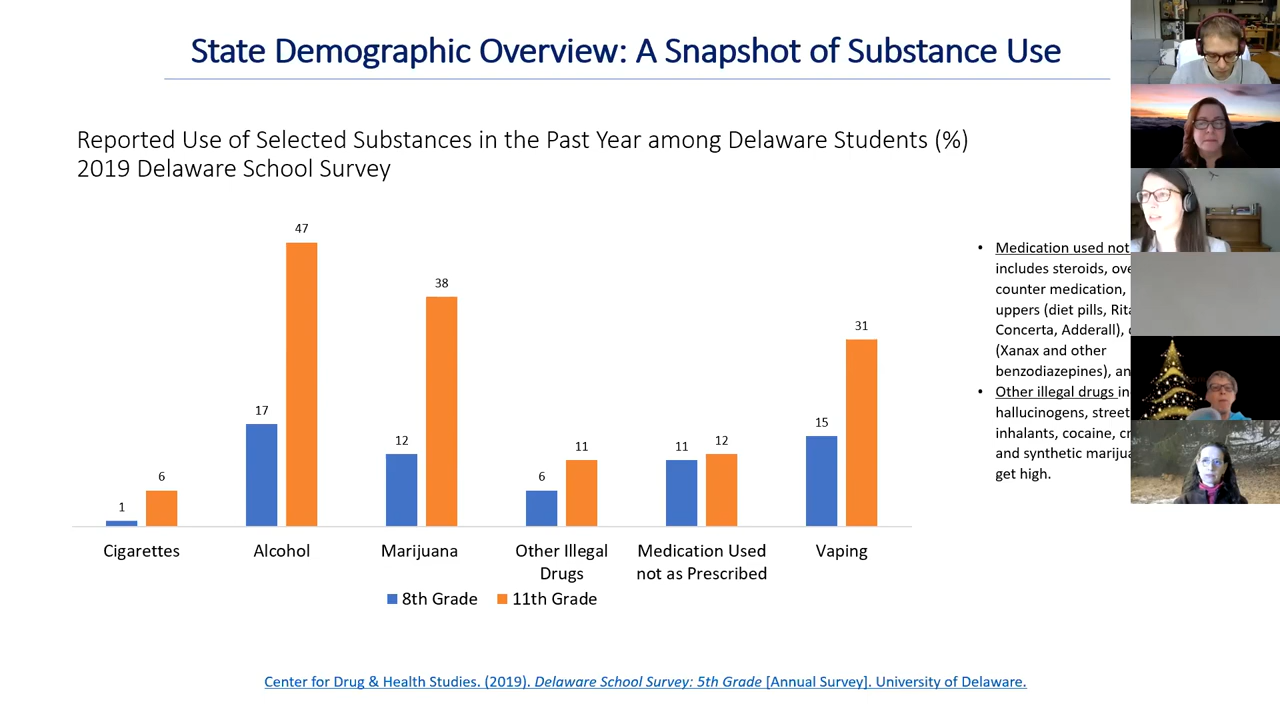 State Demographic Overview: A Snapshot of Substance Use
Reported Use of Selected Substances in the Past Year among Delaware Students (%)
2019 Delaware School Survey
47
38
31
17
15
12
11
12
11
6
6
1
Cigarettes
Alcohol
Marijuana
Other Illegal
Drugs
Medication Used
not as Prescribed
Vaping
8th Grade
11th Grade
• Medication used not
includes steroids,
counter medication,
uppers (diet pills,
Concerta, Adderall),
(Xanax and other
benzodiazepines),
• Other illegal drugs
hallucinogens, street
inhalants, cocaine,
and synthetic
get high.
Center for Drug & Health Studies. (2019). Delaware School Survey: 5th Grade [Annual Survey]. University of Delaware.